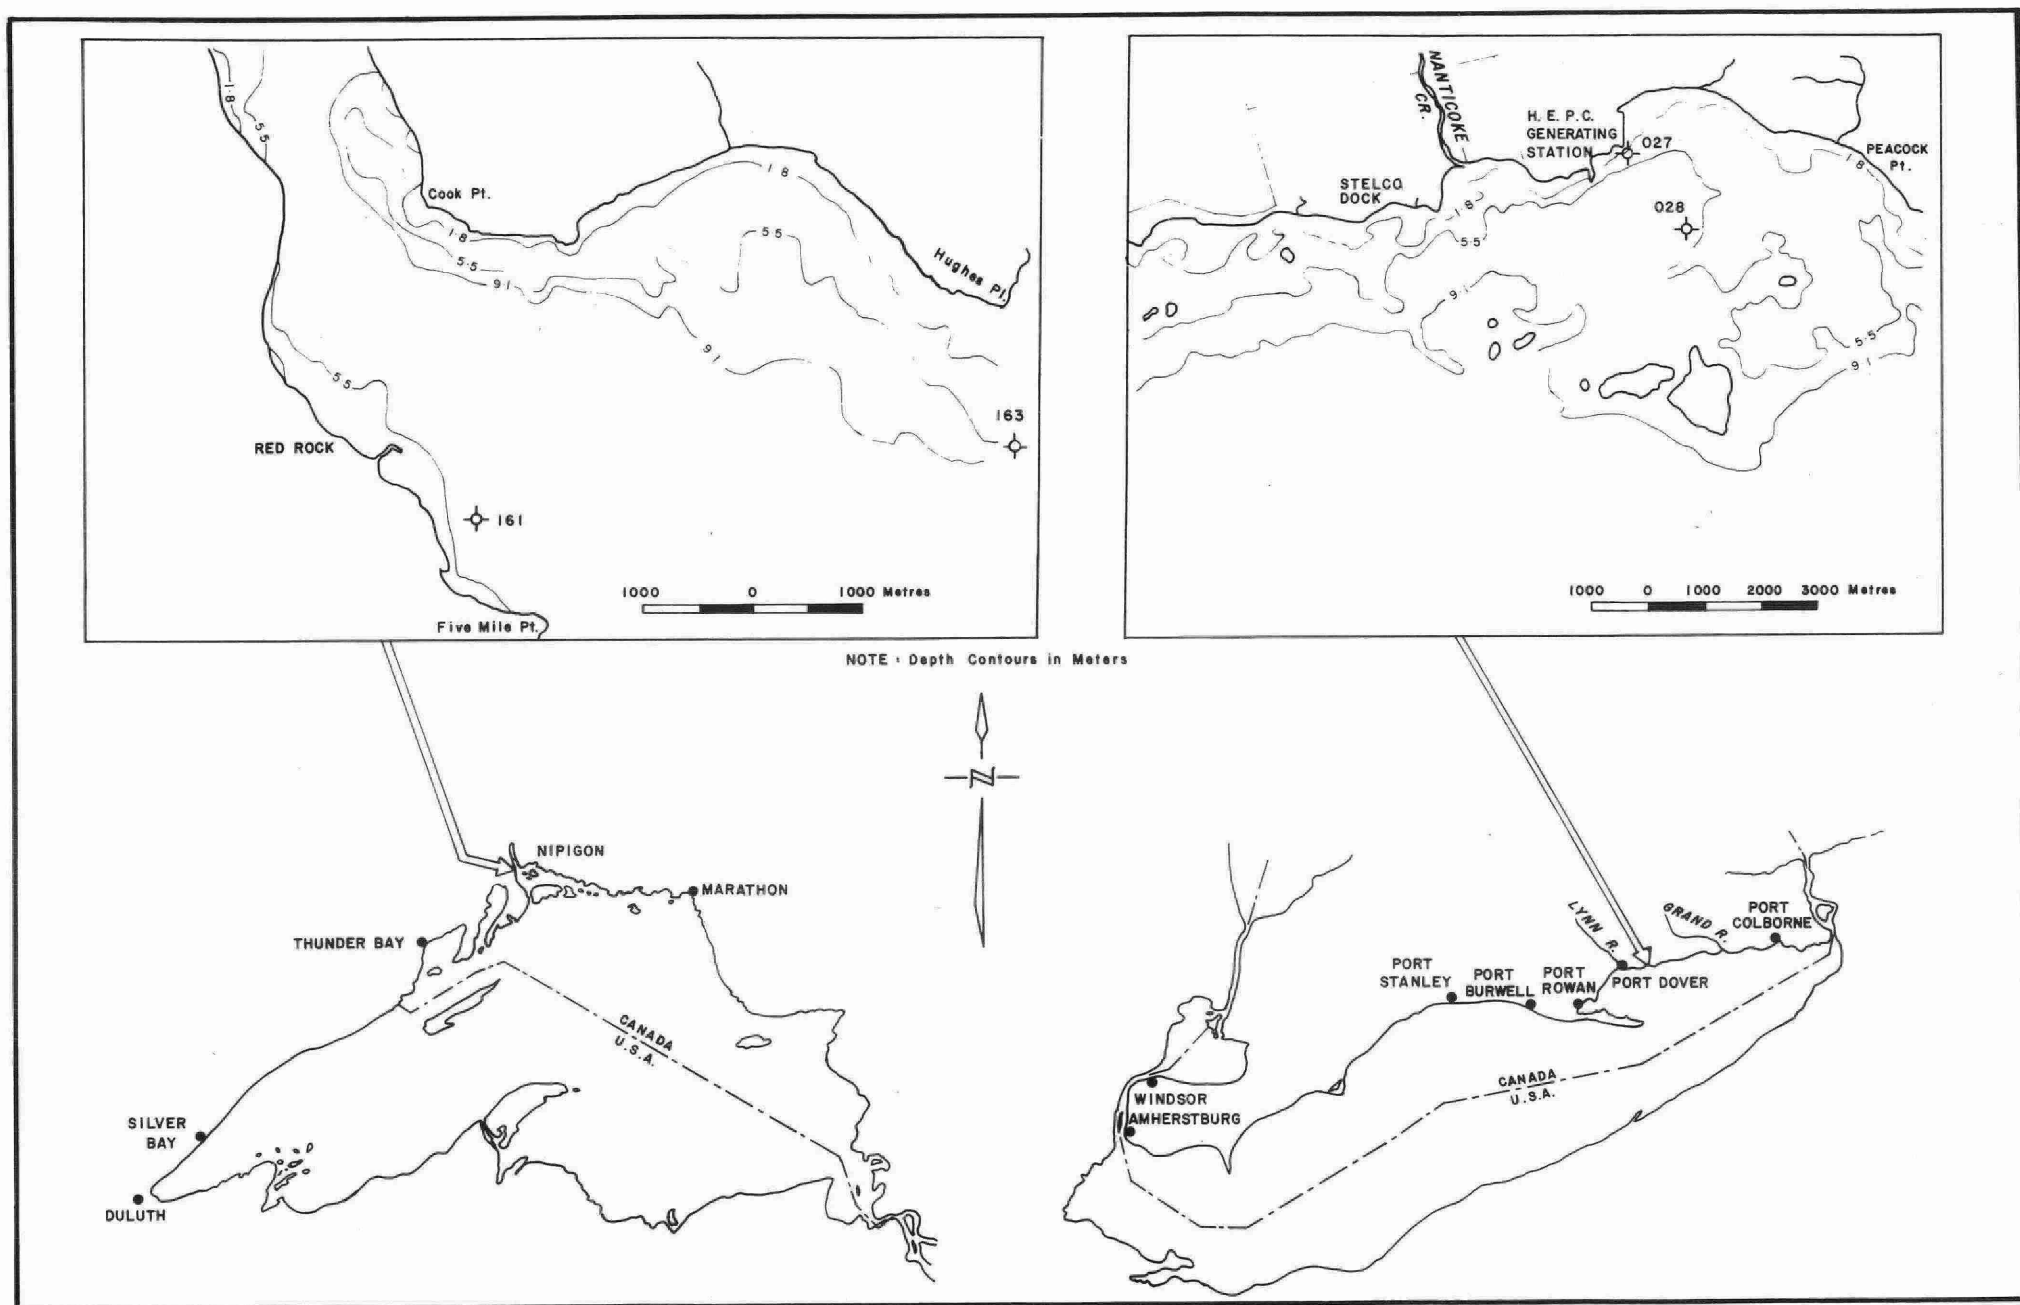 1·8
5·5
Cook Pt.
1·8
5·5
9·1
1·8
5·5
Hughes Pt.
9·1
5·5
163
RED ROCK
161
1000 0 1000 Metres
Five Mile Pt.
NANTICOKE
CR.
H. E. P. C.
GENERATING
STATION
027
PEACOCK
Pt.
1·8
STELCO
DOCK
1·8
028
5·5
9·1
5·5
9·1
1000 0 1000 2000 3000 Metres
NOTE : Depth Contours in Meters
N
NIPIGON
MARATHON
THUNDER BAY
CANADA
U.S.A.
SILVER
BAY
DULUTH
LYNN R.
GRAND R.
PORT
COLBORNE
PORT
STANLEY
PORT
BURWELL
PORT
ROWAN
PORT DOVER
CANADA
U.S.A.
WINDSOR
AMHERSTBURG